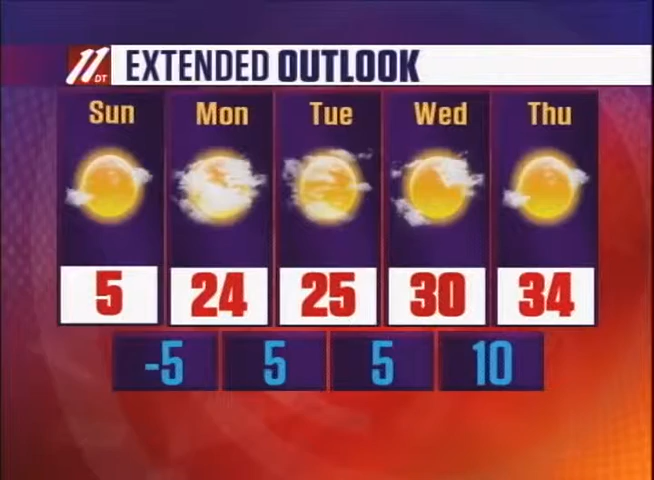 11 DT EXTENDED OUTLOOK
Sun Mon Tue Wed Thu
5 24 25 30 34
-5 5 5 10